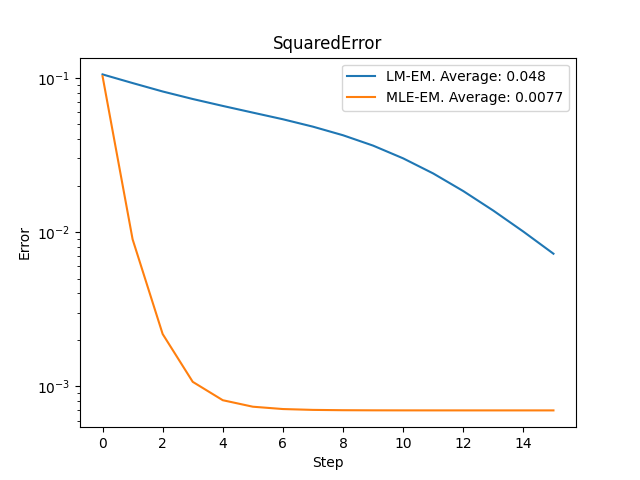 SquaredError
LM-EM. Average: 0.048
MLE-EM. Average: 0.0077
Error
10⁻¹
10⁻²
10⁻³
0 2 4 6 8 10 12 14
Step